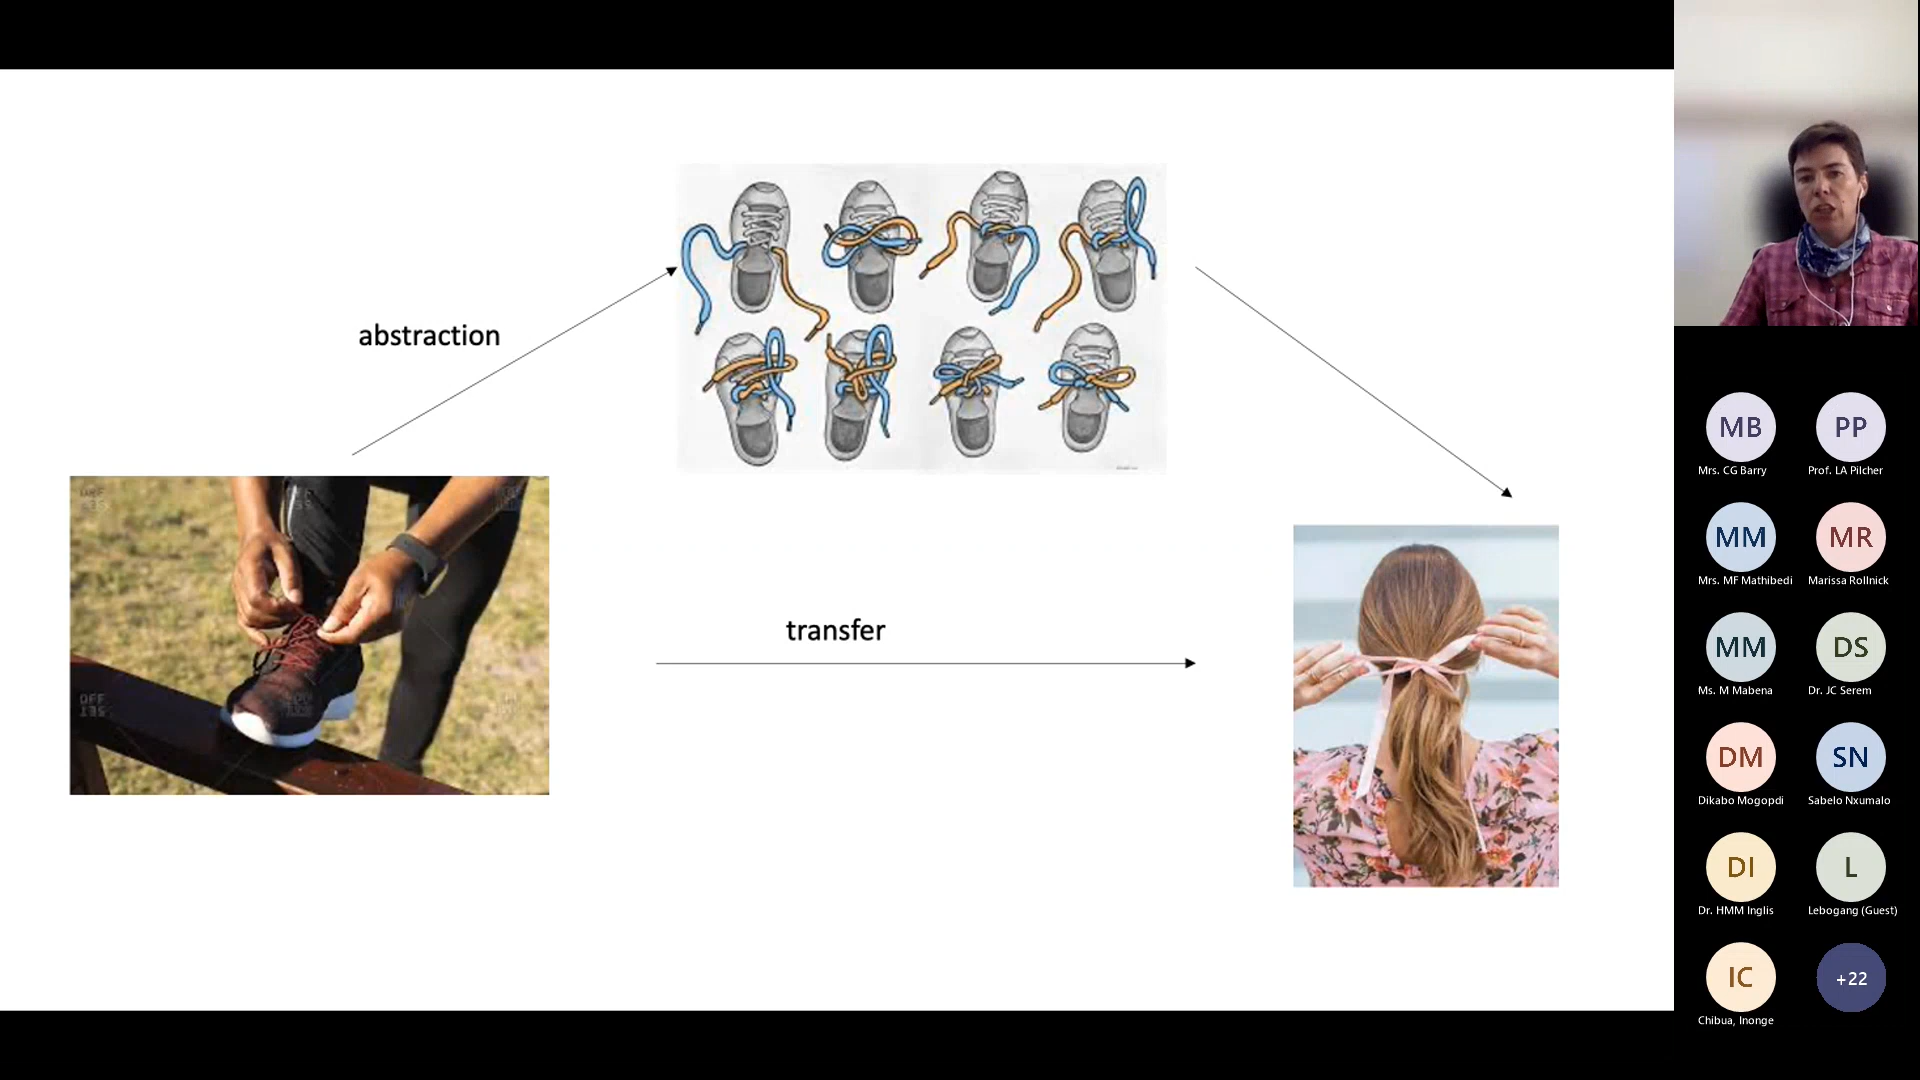 abstraction
transfer
MB
PP
Mrs. CG Barry
Prof. LA Pilcher
MM
MR
Mrs. MF Mathibedi
Marissa Rollnick
MM
DS
Ms. M Mabena
Dr. JC Serem
DM
SN
Dikabo Mogopdi
Sabelo Nxumalo
DI
L
Dr. HMM Inglis
Lebogang (Guest)
IC
+22
Chibua, Inonge